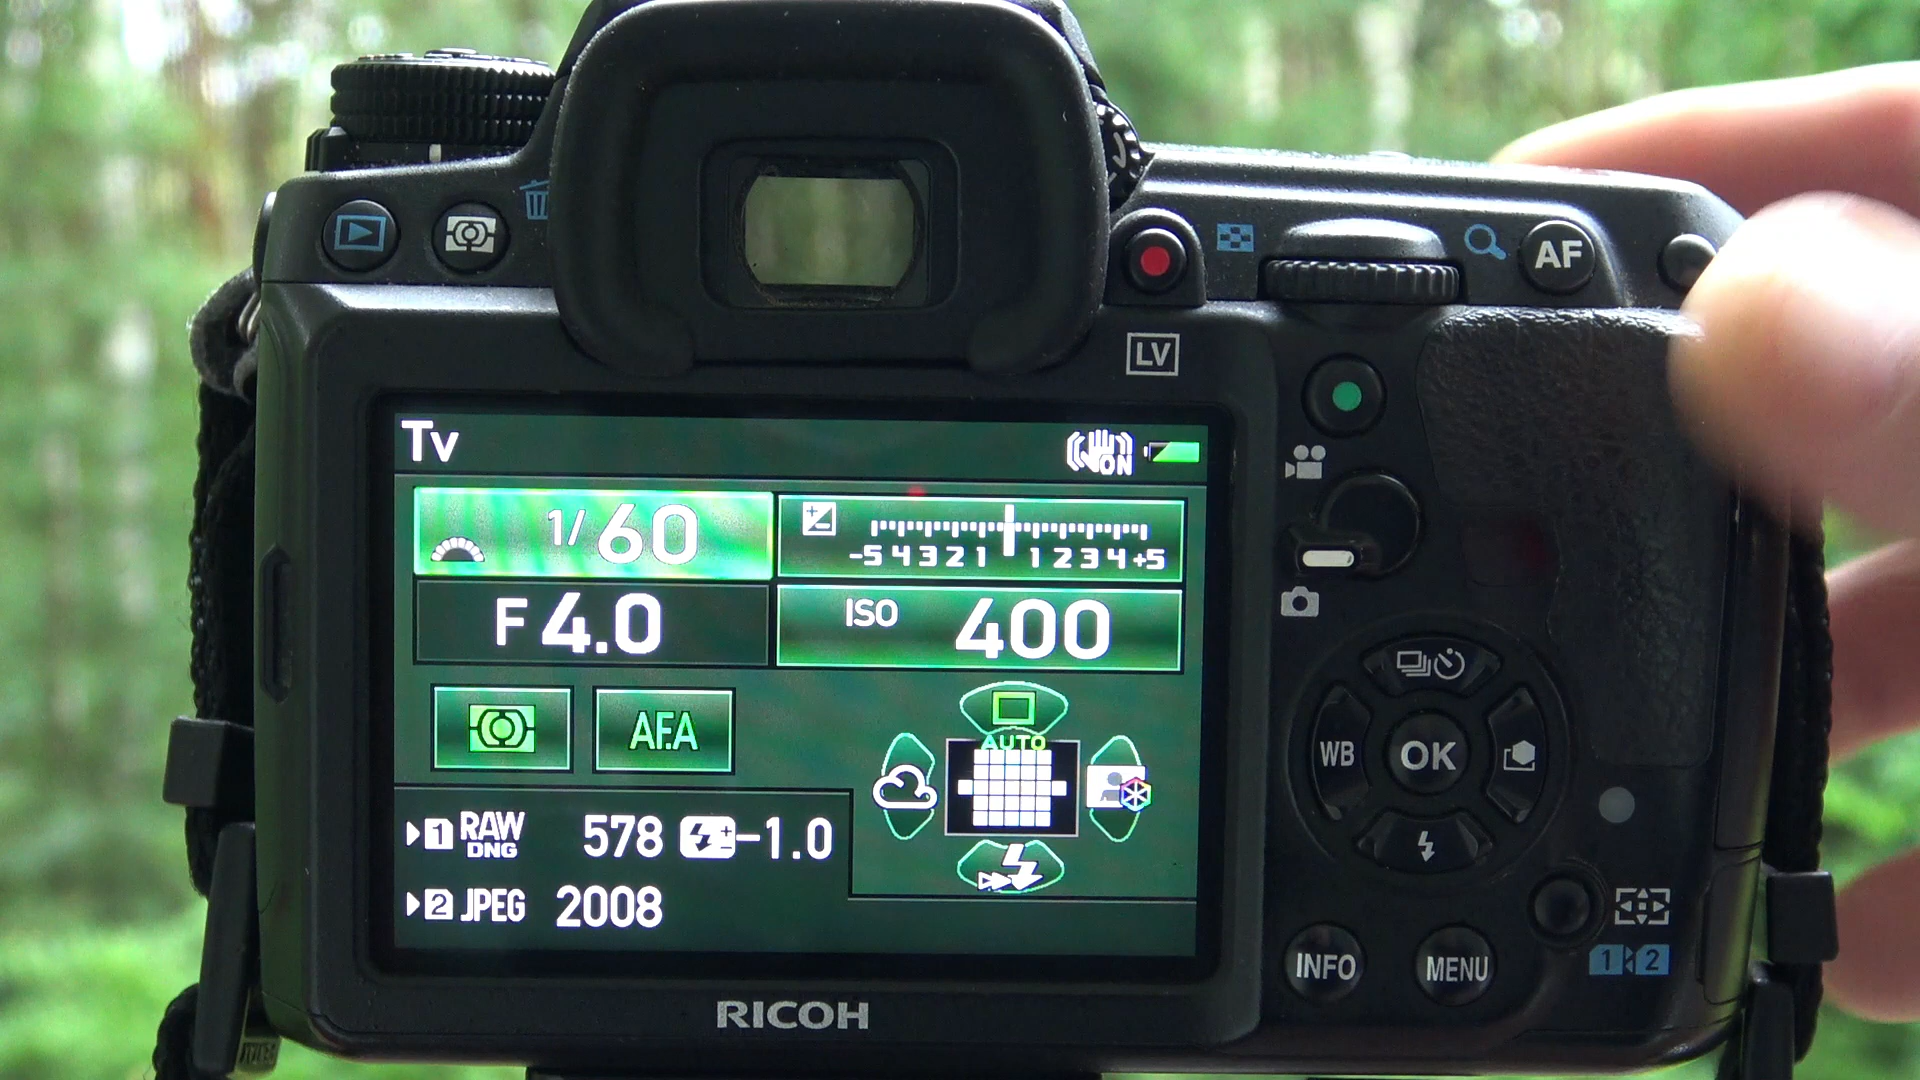 AF
LV
Tv
ON
1/60
-5 4 3 2 1 1 2 3 4 +5
F4.0
ISO 400
AF.A
AUTO
WB
OK
1 RAW DNG 578 -1.0
2 JPEG 2008
INFO
MENU
1 2
RICOH